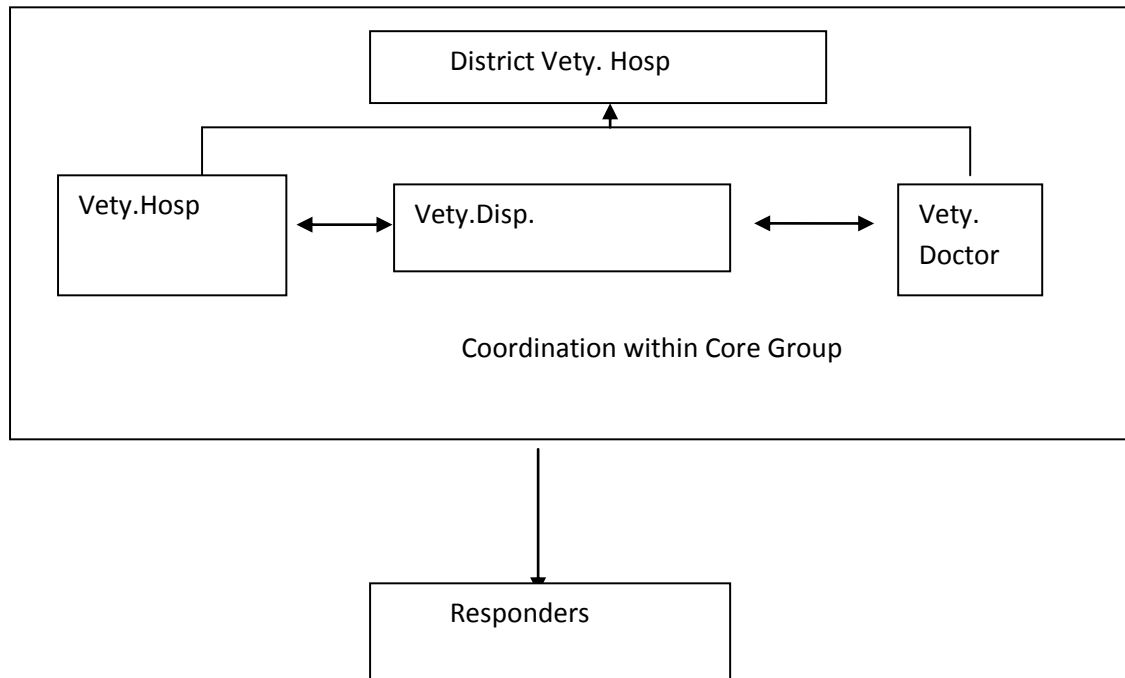 District Vety. Hosp
Vety.Hosp
Vety.Disp.
Vety.
Doctor
Coordination within Core Group
Responders